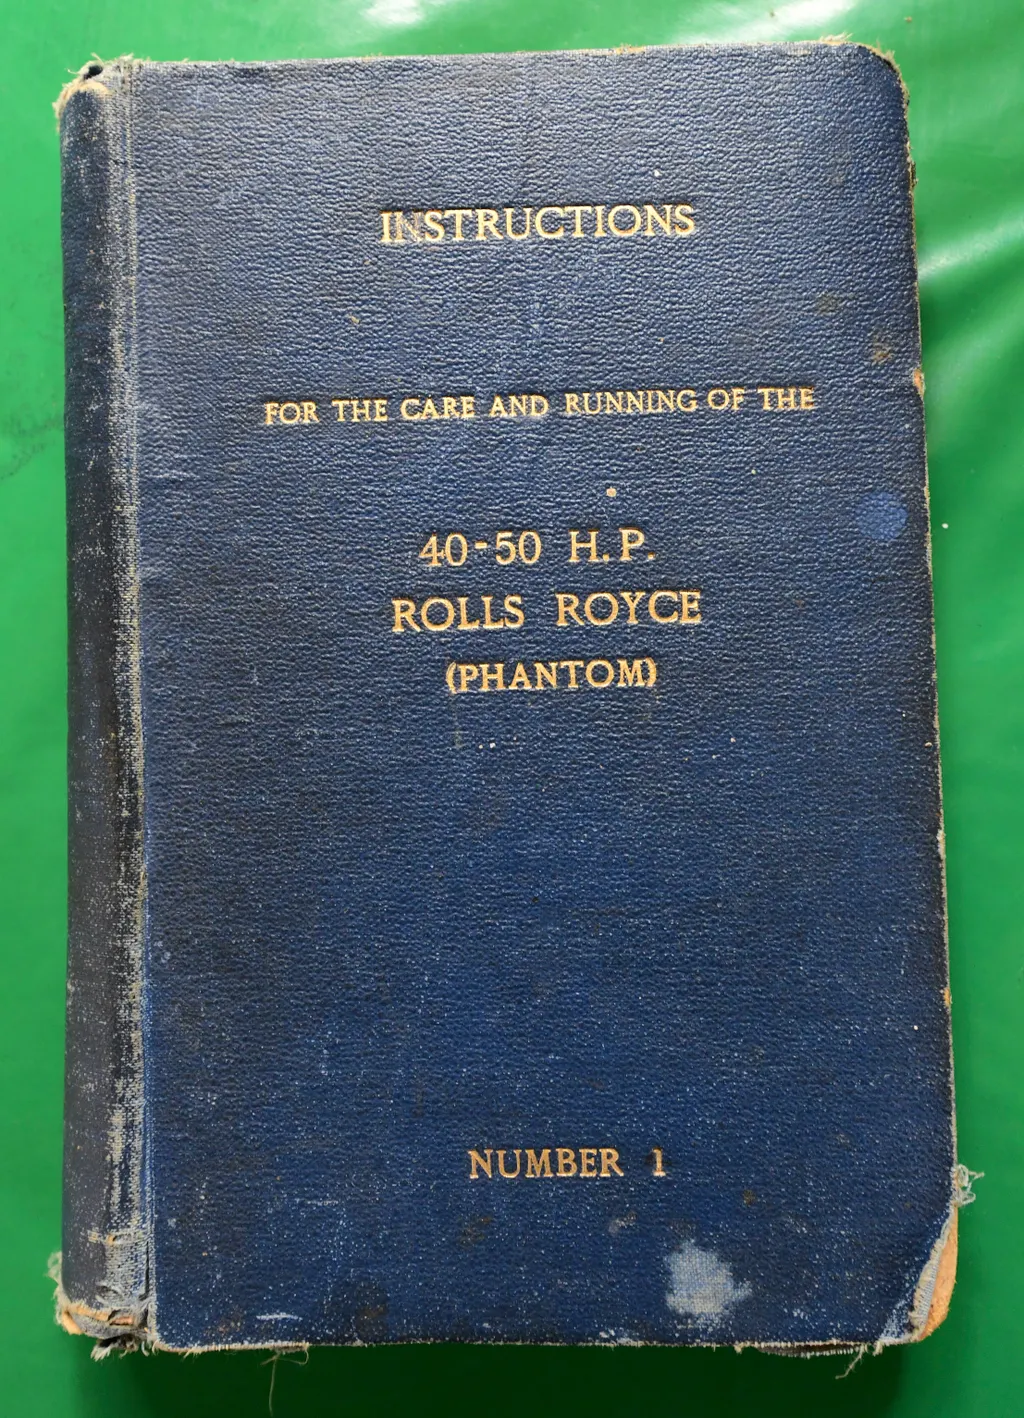 INSTRUCTIONS
FOR THE CARE AND RUNNING OF THE
40-50 H.P.
ROLLS ROYCE
(PHANTOM)
NUMBER 1